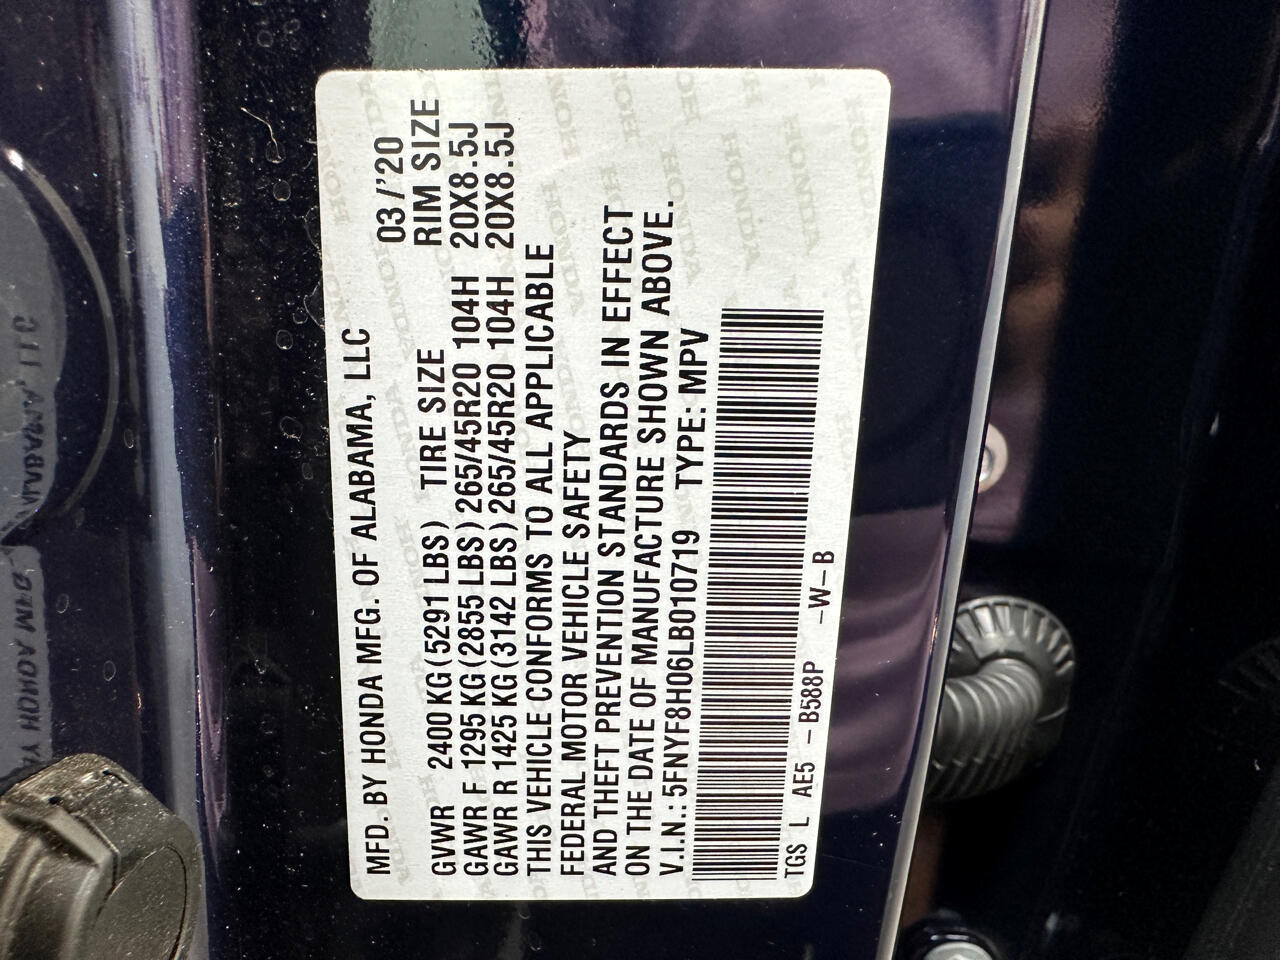 MFD. BY HONDA MFG. OF ALABAMA, LLC 03/'20
GVWR 2400 KG (5291 LBS) TIRE SIZE RIM SIZE
GAWR F 1295 KG (2855 LBS) 265/45R20 104H 20X8.5J
GAWR R 1425 KG (3142 LBS) 265/45R20 104H 20X8.5J
THIS VEHICLE CONFORMS TO ALL APPLICABLE
FEDERAL MOTOR VEHICLE SAFETY
AND THEFT PREVENTION STANDARDS IN EFFECT
ON THE DATE OF MANUFACTURE SHOWN ABOVE.
V.I.N.: 5FNYF8H06LB010719 TYPE: MPV
TGS L AE5 -B588P -W-B